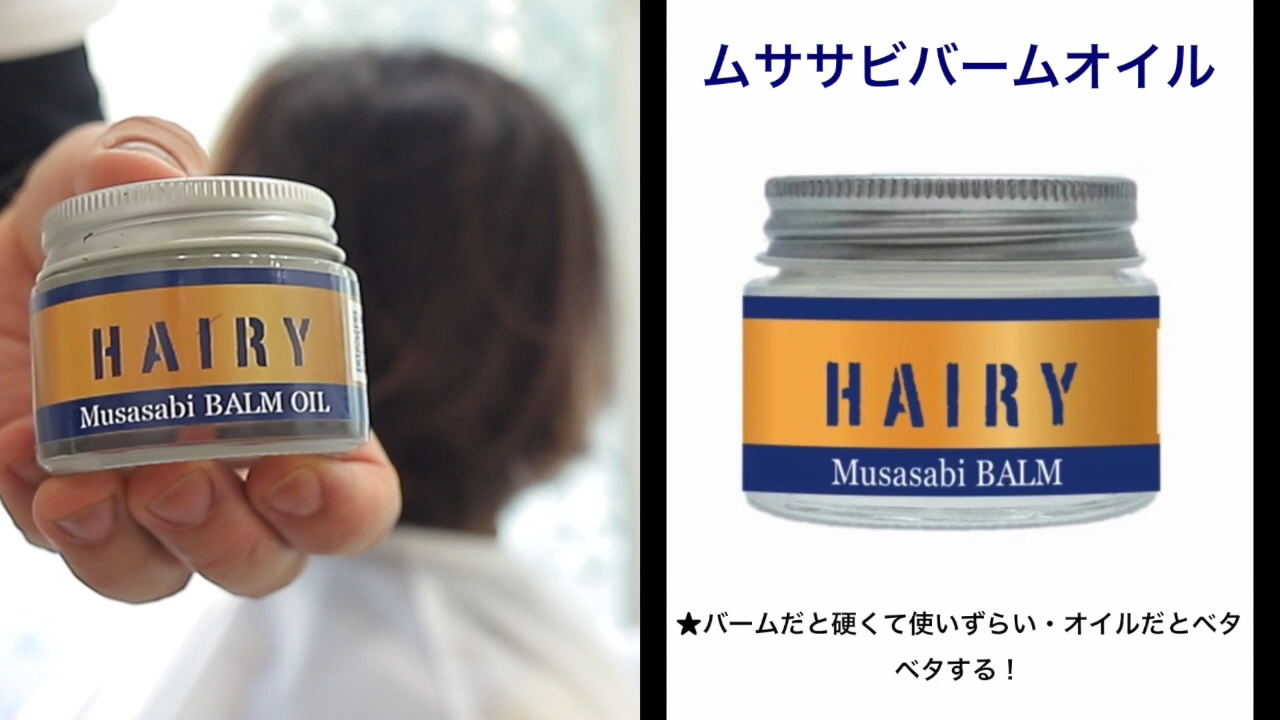 HAIRY
Musasabi BALM OIL
ムササビバームオイル
HAIRY
Musasabi BALM
★バームだと硬くて使いずらい・オイルだとベタ
ベタする！